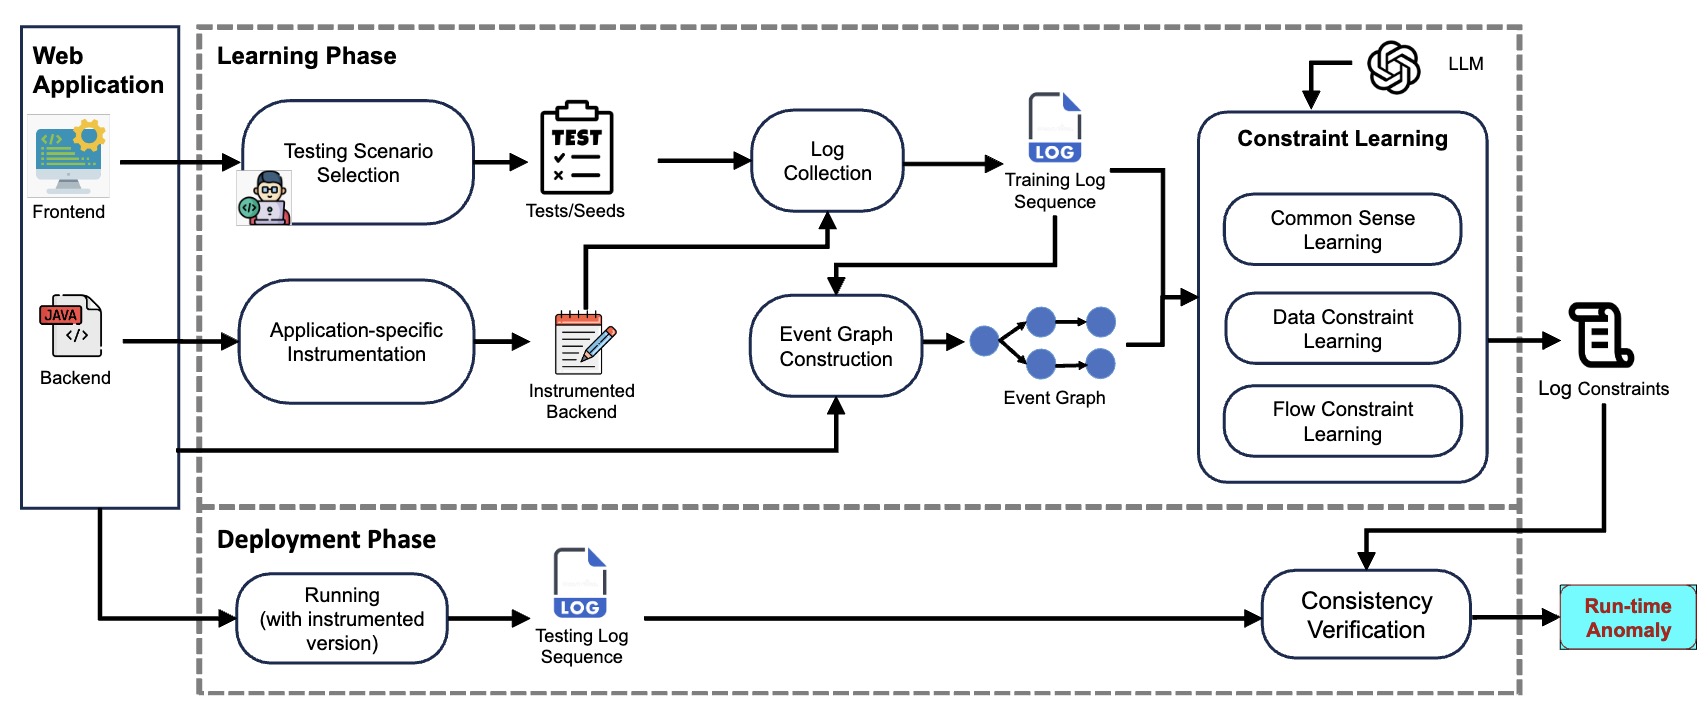 Web
Application
Frontend
JAVA
</>
Backend
Learning Phase
Testing Scenario
Selection
</>
TEST
Tests/Seeds
Log
Collection
LOG
Training Log
Sequence
Application-specific
Instrumentation
Instrumented
Backend
Event Graph
Construction
Event Graph
LLM
Constraint Learning
Common Sense
Learning
Data Constraint
Learning
Flow Constraint
Learning
Log Constraints
Deployment Phase
Running
(with instrumented
version)
LOG
Testing Log
Sequence
Consistency
Verification
Run-time
Anomaly